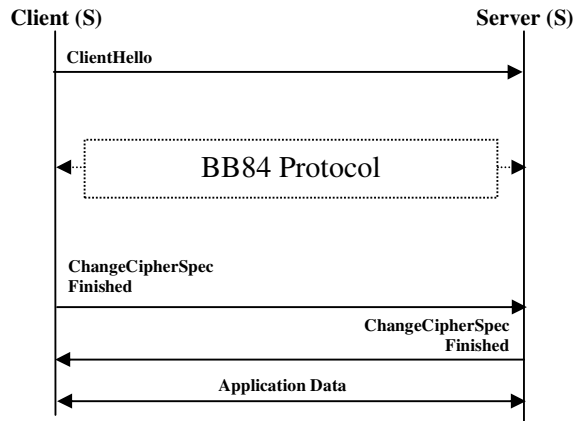 Client (S) Server (S)
ClientHello
BB84 Protocol
ChangeCipherSpec
Finished
ChangeCipherSpec
Finished
Application Data